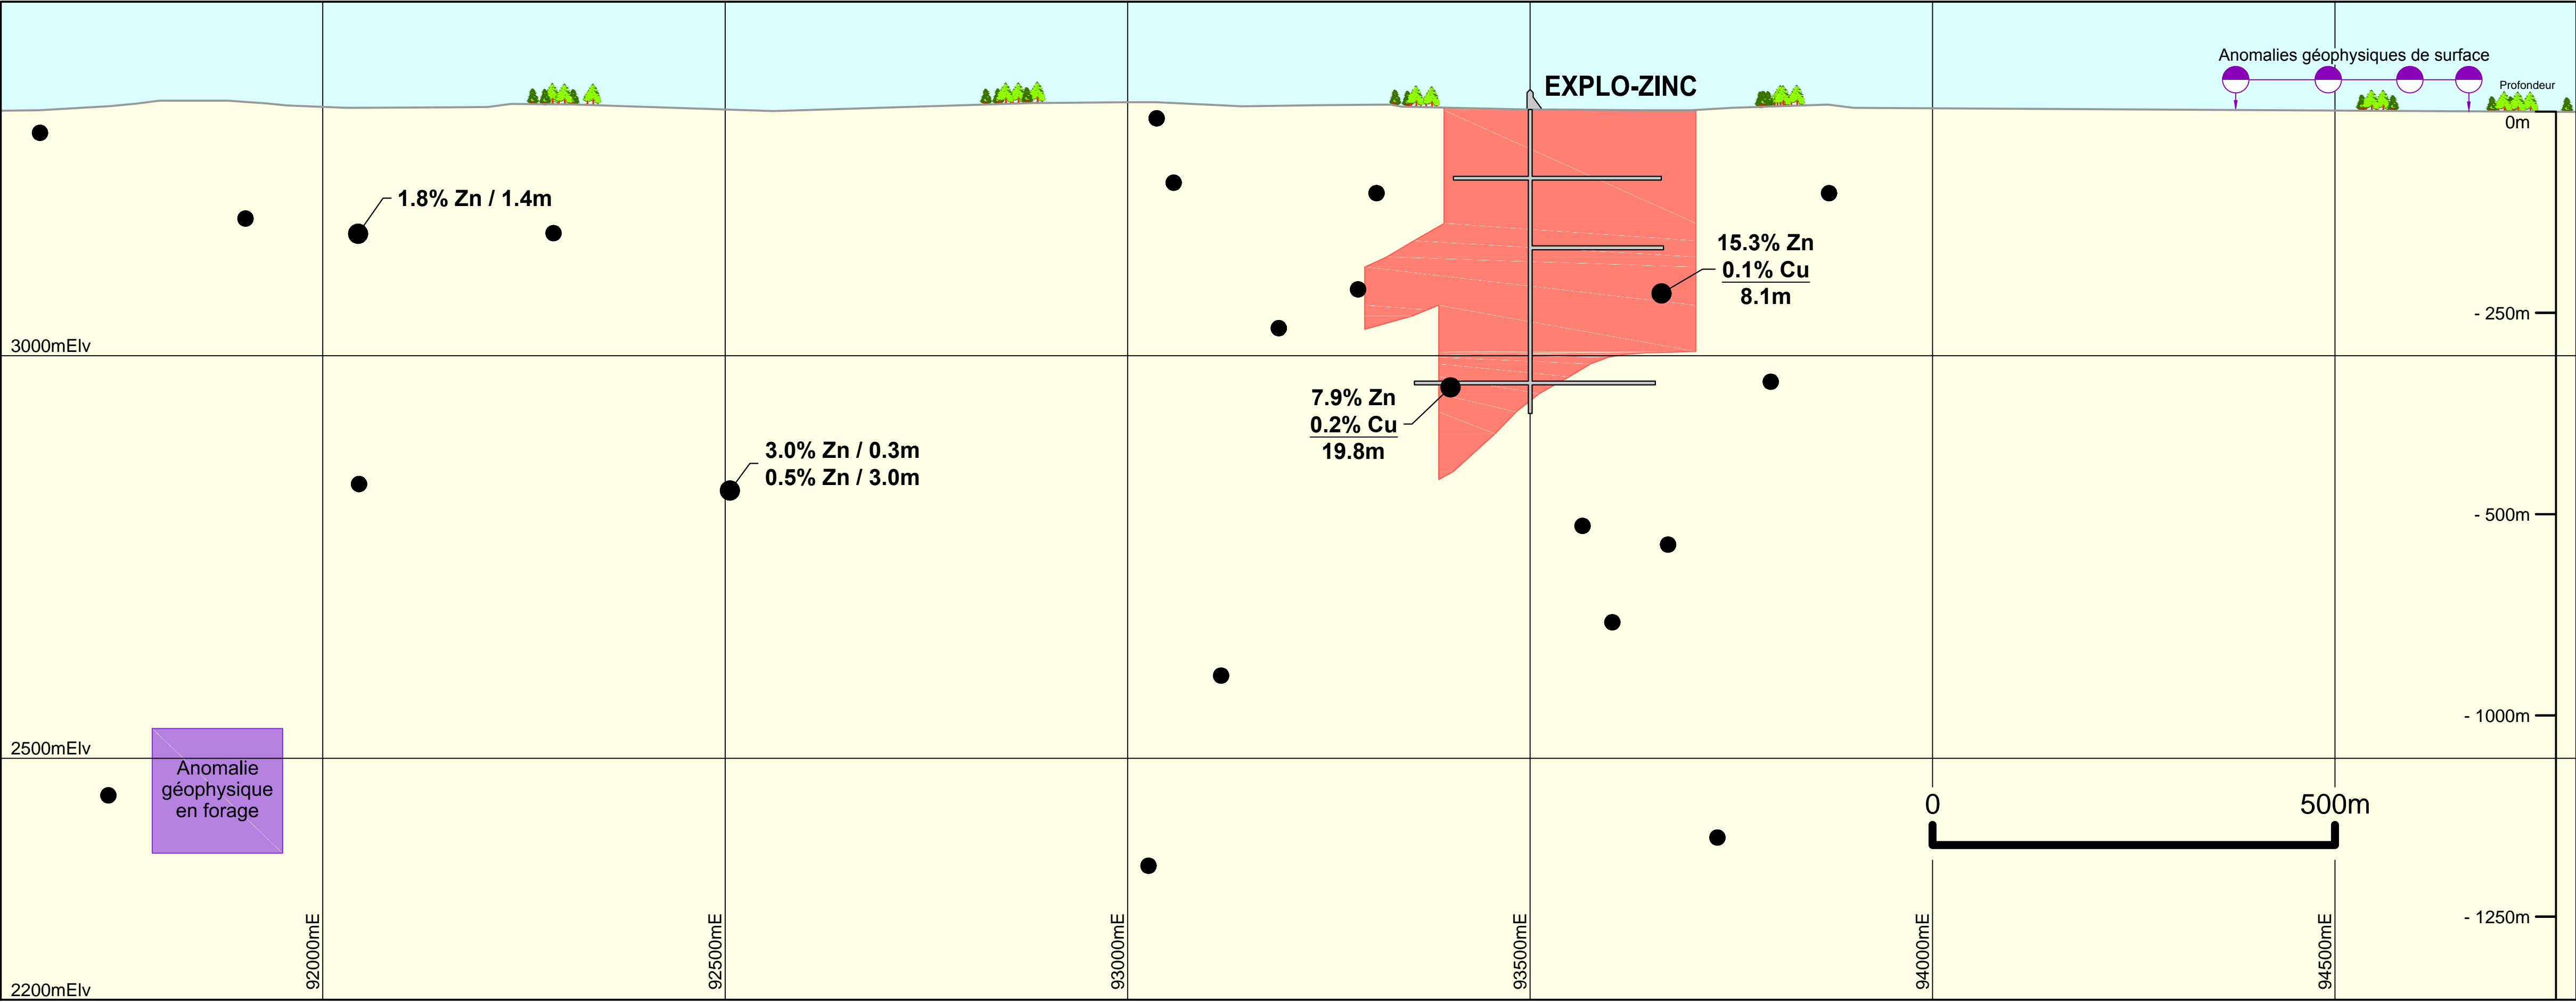 Anomalies géophysiques de surface
EXPLO-ZINC
Profondeur
0m
1.8% Zn / 1.4m
15.3% Zn
0.1% Cu
8.1m
- 250m
3000mElv
7.9% Zn
0.2% Cu
19.8m
3.0% Zn / 0.3m
0.5% Zn / 3.0m
- 500m
- 1000m
2500mElv
Anomalie
géophysique
en forage
0
500m
- 1250m
92000mE
92500mE
93000mE
93500mE
94000mE
94500mE
2200mElv